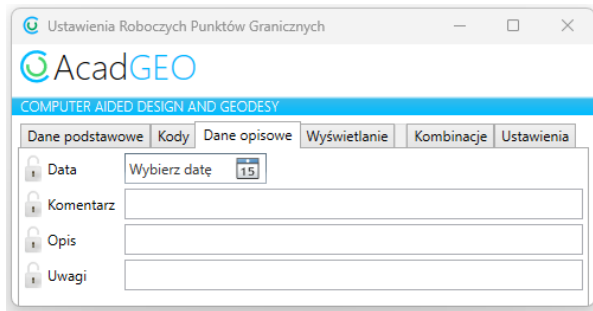 Ustawienia Roboczych Punktów Granicznych
AcadGEO
COMPUTER AIDED DESIGN AND GEODESY
Dane podstawowe Kody Dane opisowe Wyświetlanie Kombinacje Ustawienia
Data Wybierz datę 15
Komentarz
Opis
Uwagi